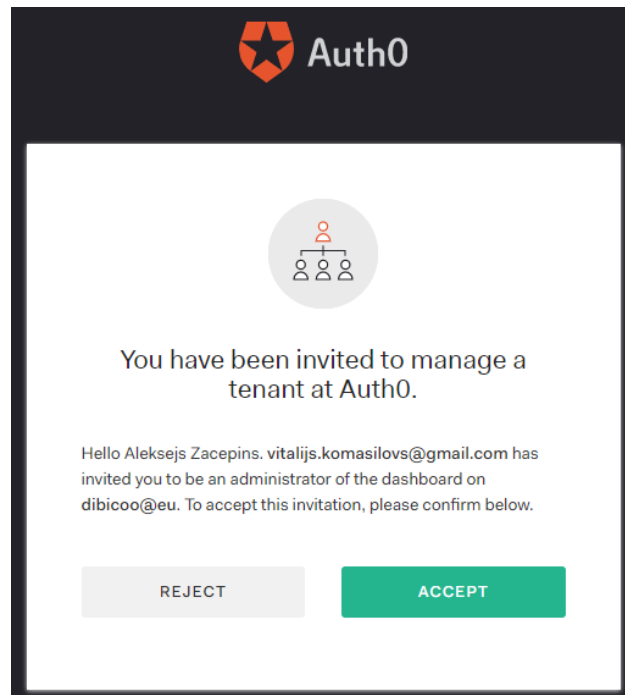 Auth0
You have been invited to manage a
tenant at Auth0.
Hello Aleksejs Zacepins. vitalijs.komasilovs@gmail.com has
invited you to be an administrator of the dashboard on
dibicoo@eu. To accept this invitation, please confirm below.
REJECT
ACCEPT